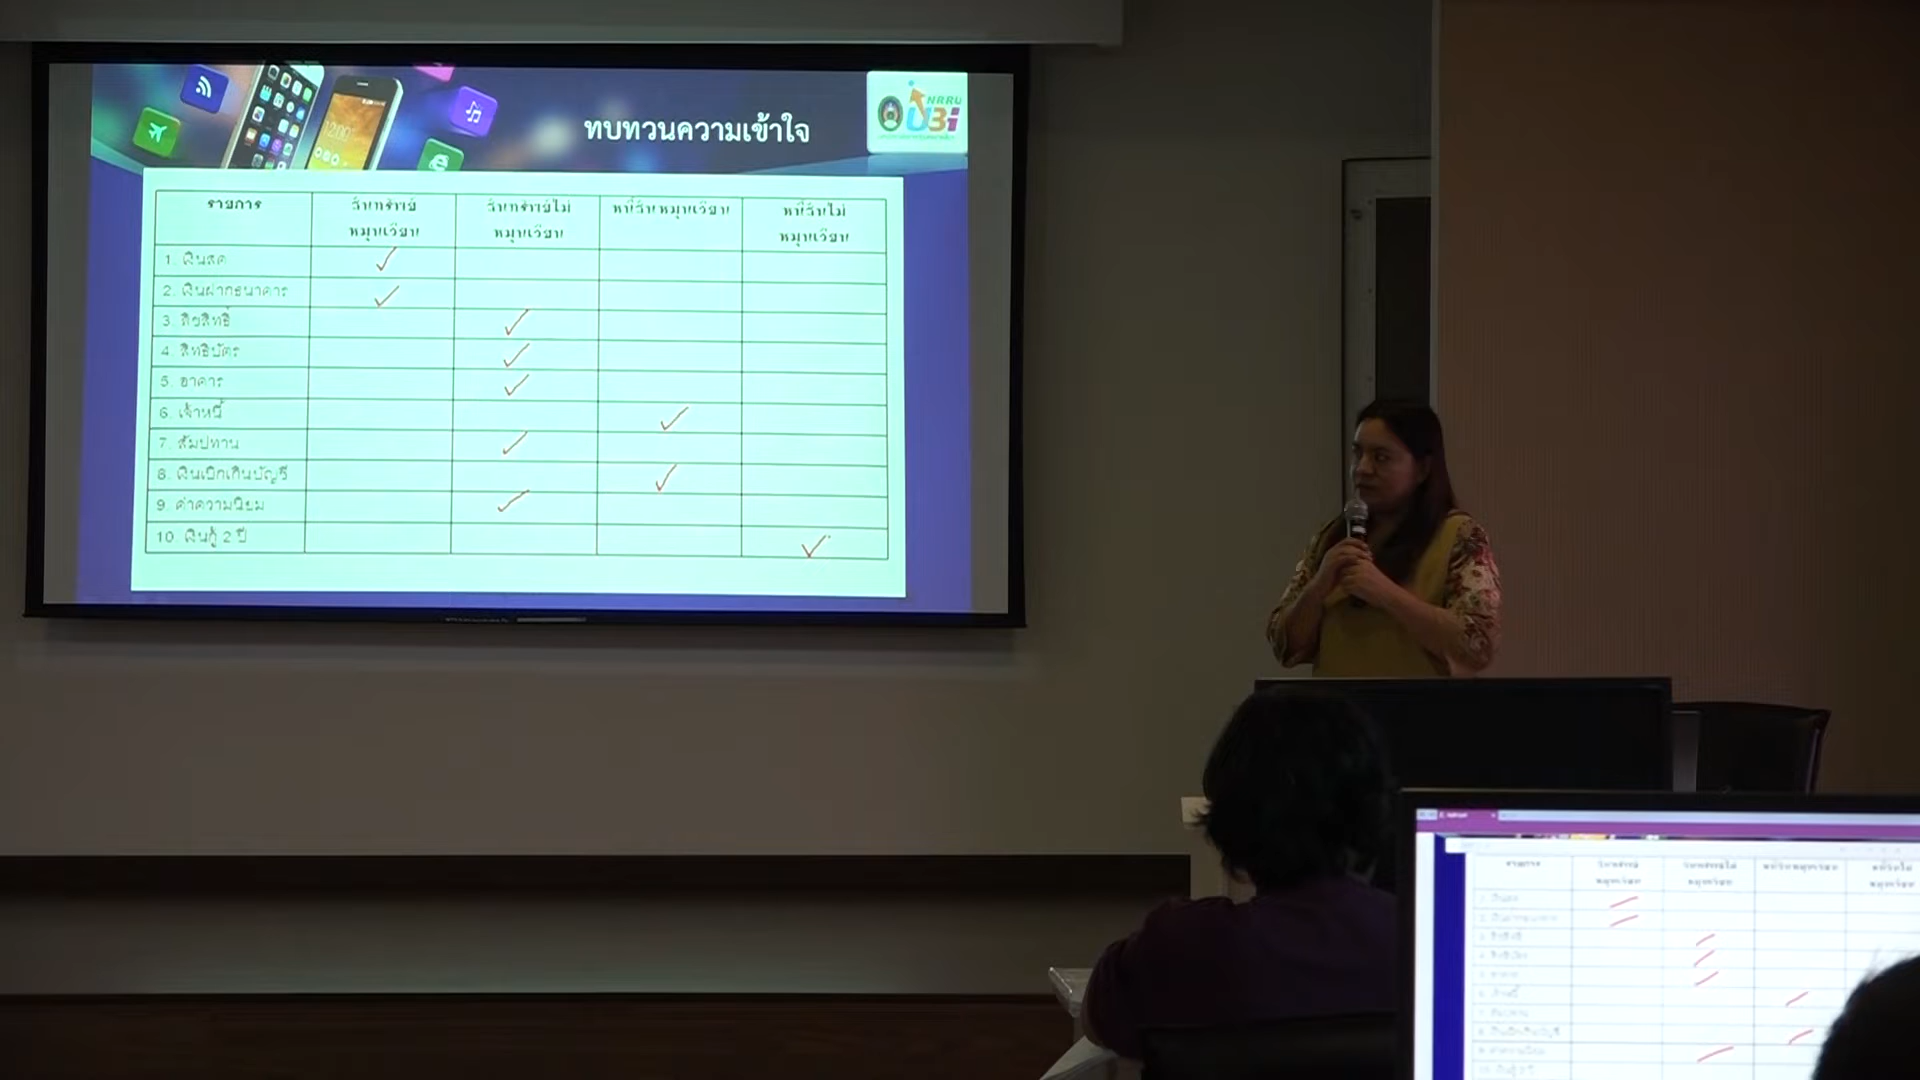 NRRU
UBI
ทบทวนความเข้าใจ
12:00
รายการ
สินทรัพย์
หมุนเวียน
สินทรัพย์ไม่
หมุนเวียน
หนี้สินหมุนเวียน
หนี้สินไม่
หมุนเวียน
1. เงินสด
2. เงินฝากธนาคาร
3. ลิขสิทธิ์
4. สิทธิบัตร
5. อาคาร
6. เจ้าหนี้
7. สัมปทาน
8. เงินเบิกเกินบัญชี
9. ค่าความนิยม
10. เงินกู้ 2 ปี